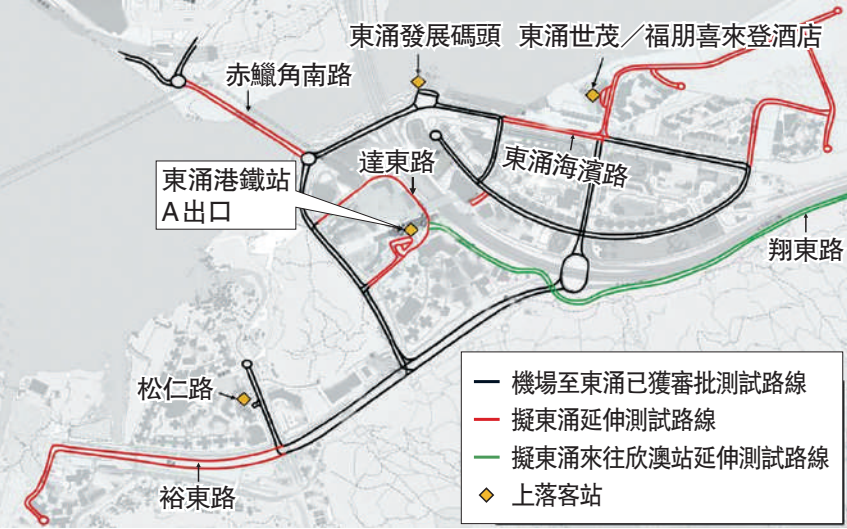 東涌發展碼頭
東涌世茂／福朋喜來登酒店
赤鱲角南路
達東路
東涌海濱路
東涌港鐵站
A出口
翔東路
松仁路
裕東路
機場至東涌已獲審批測試路線
擬東涌延伸測試路線
擬東涌來往欣澳站延伸測試路線
上落客站